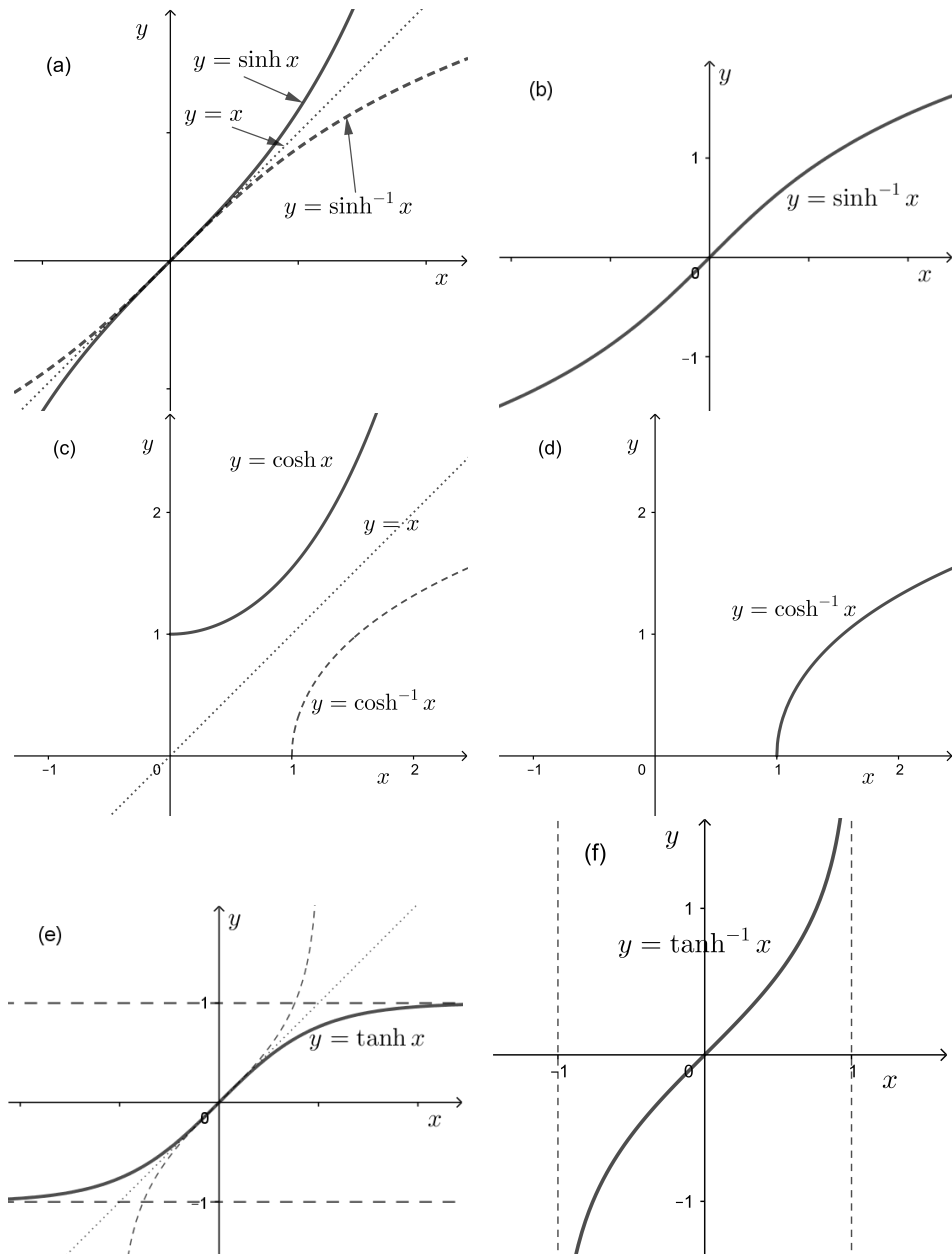 (a)
y
y = sinh x
y = x
y = sinh⁻¹ x
x
(b)
y
1
y = sinh⁻¹ x
0
x
−1
(c)
y
y = cosh x
2
y = x
1
y = cosh⁻¹ x
−1
0
1
x
2
(d)
y
2
y = cosh⁻¹ x
1
−1
0
1
x
2
(e)
y
1
y = tanh x
0
x
−1
(f)
y
1
y = tanh⁻¹ x
−1
0
1
x
−1